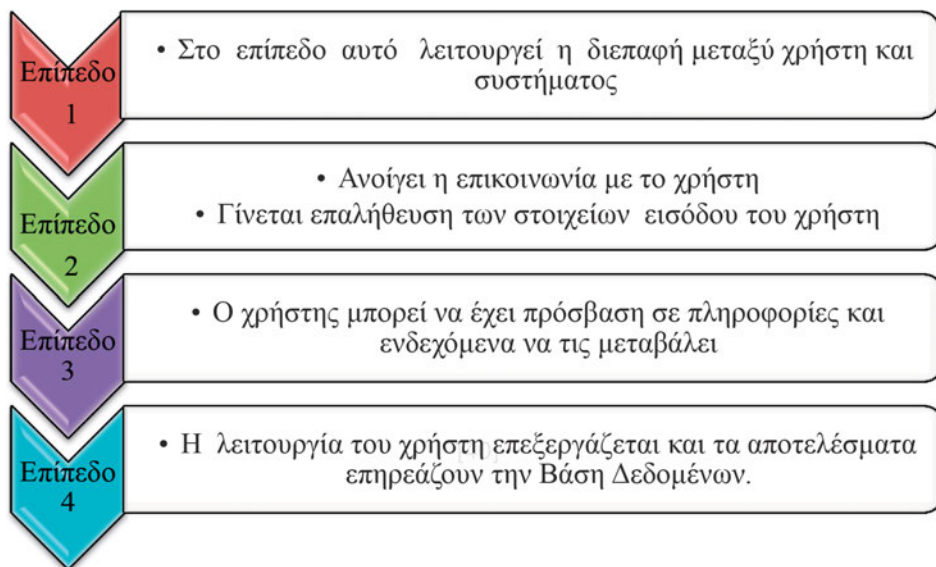 Επίπεδο
1
• Στο επίπεδο αυτό λειτουργεί η διεπαφή μεταξύ χρήστη και
συστήματος
Επίπεδο
2
• Ανοίγει η επικοινωνία με το χρήστη
• Γίνεται επαλήθευση των στοιχείων εισόδου του χρήστη
Επίπεδο
3
• Ο χρήστης μπορεί να έχει πρόσβαση σε πληροφορίες και
ενδεχόμενα να τις μεταβάλει
Επίπεδο
4
• Η λειτουργία του χρήστη επεξεργάζεται και τα αποτελέσματα
επηρεάζουν την Βάση Δεδομένων.